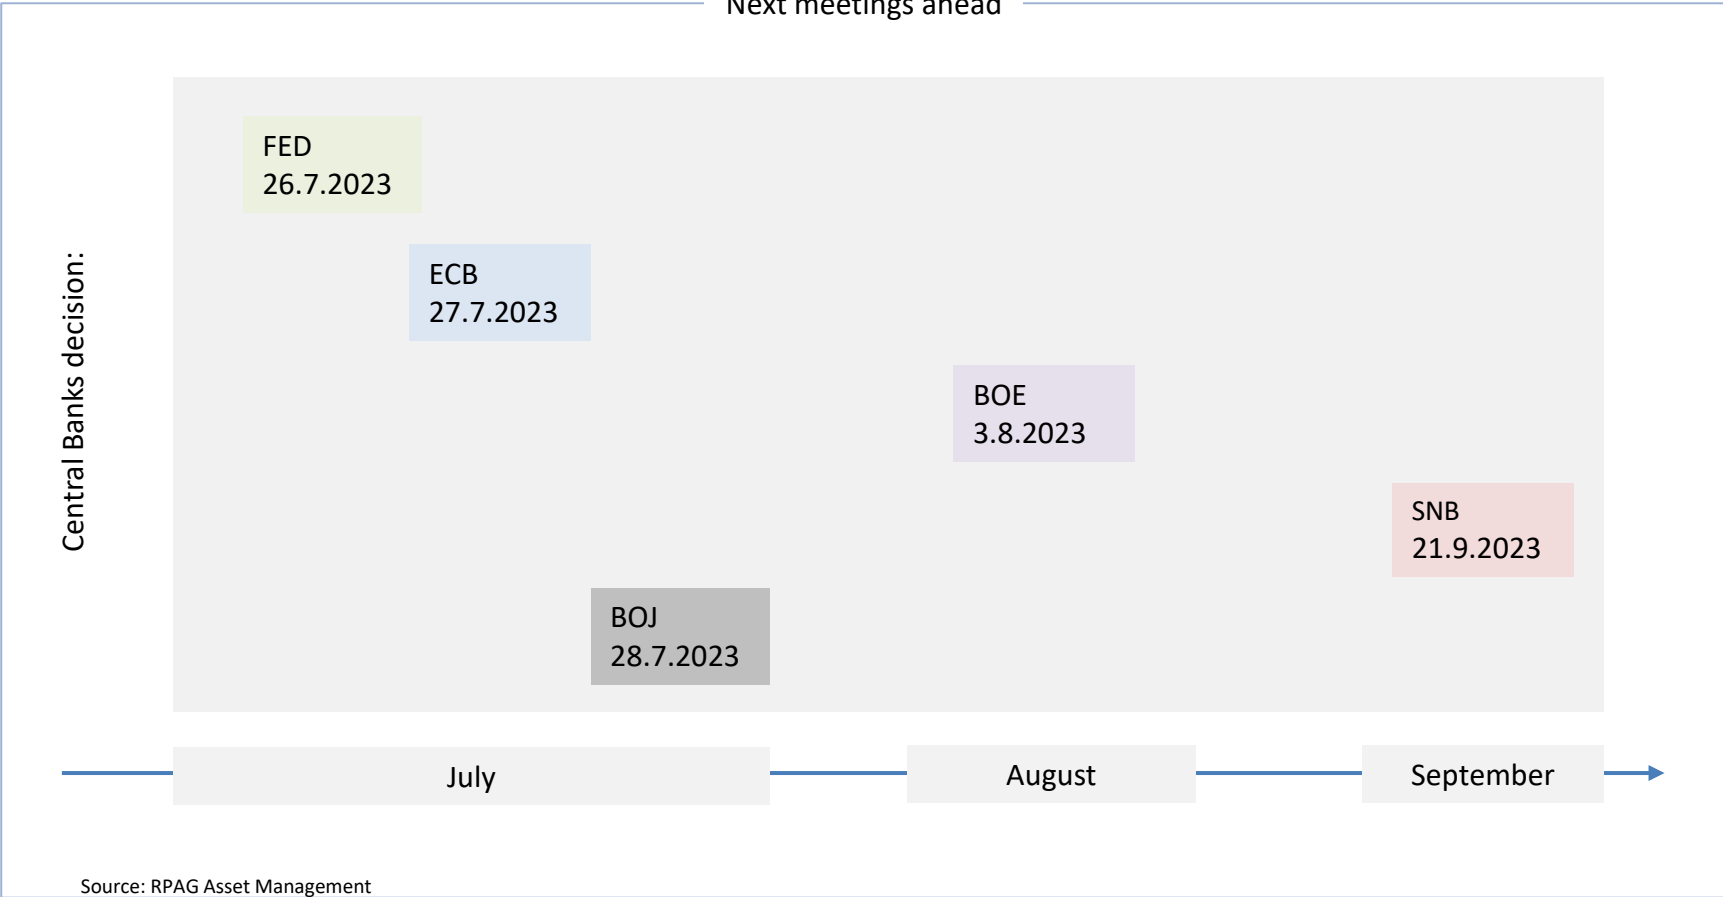 Next meetings ahead
Central Banks decision:
FED
26.7.2023
ECB
27.7.2023
BOE
3.8.2023
SNB
21.9.2023
BOJ
28.7.2023
July
August
September
Source: RPAG Asset Management